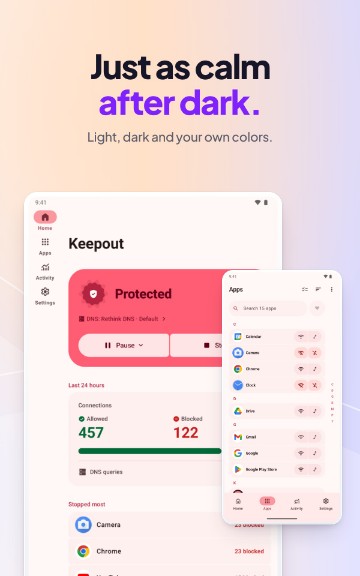 Just as calm
after dark.
Light, dark and your own colors.
9:41
Home
Apps
Activity
Settings
Keepout
Protected
DNS: Rethink DNS · Default
Pause
Last 24 hours
Connections
Allowed
Blocked
457
122
DNS queries
Stopped most
Camera
23 blocked
Chrome
23 blocked
9:41
Apps
Search 15 apps
C
Calendar
Camera
Chrome
Clock
D
Drive
G
Gmail
Google
Google Play Store
Home
Apps
Activity
Settings